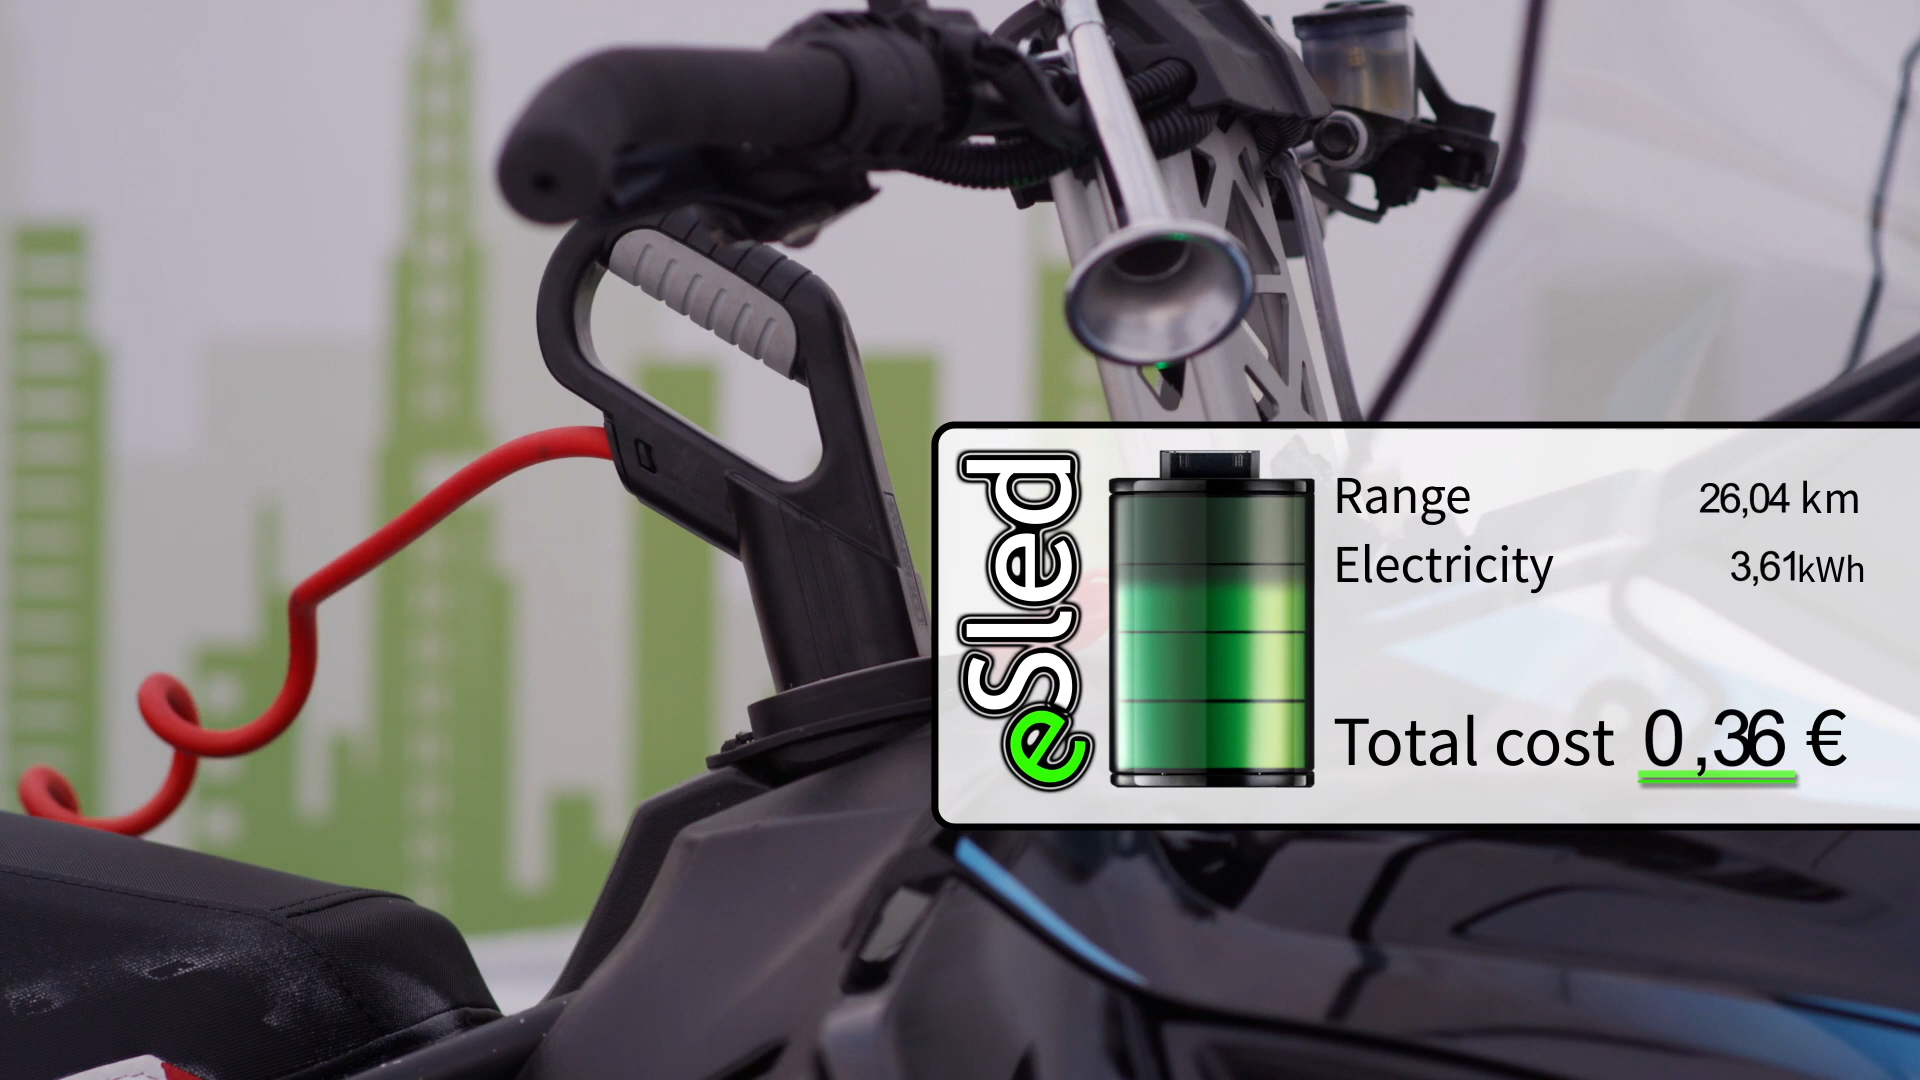 eSled
Range 26,04 km
Electricity 3,61kWh
Total cost 0,36 €